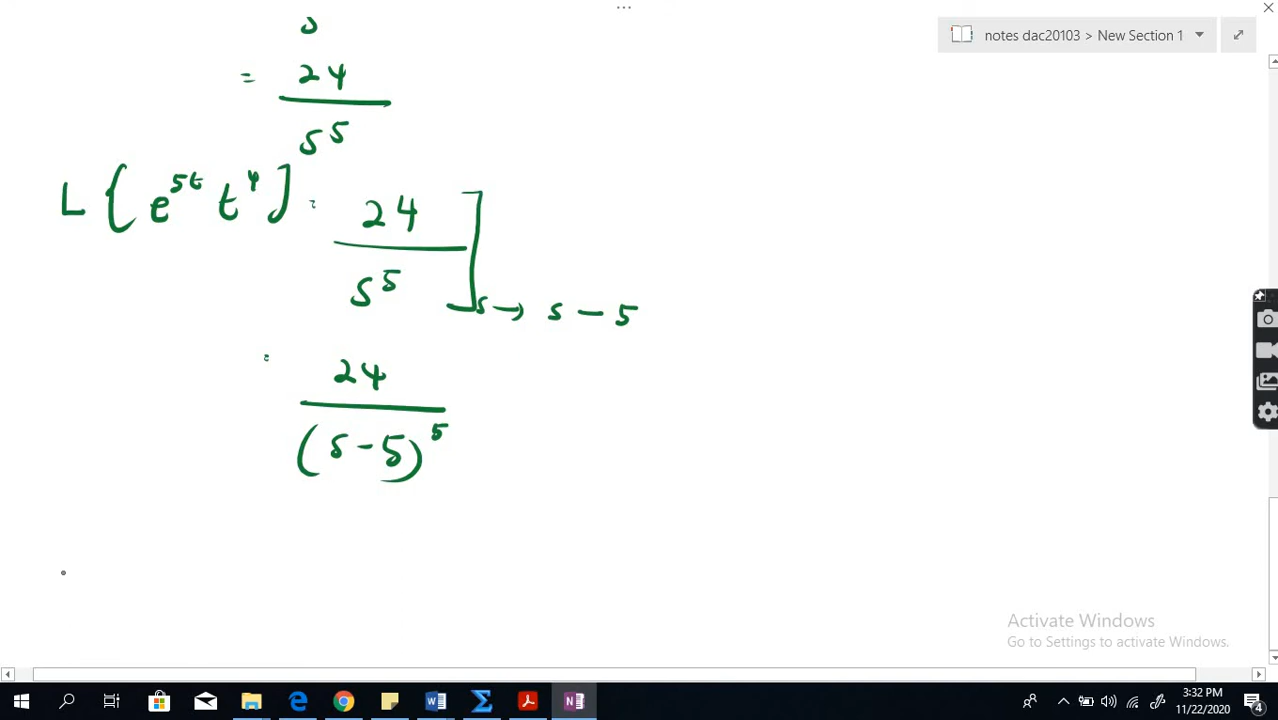 notes dac20103 > New Section 1
= 24
s^5
L{e^{5t} t^4} = 24
s^5 ]s → s - 5
= 24
(s-5)^5
Activate Windows
Go to Settings to activate Windows.
3:32 PM
11/22/2020
4